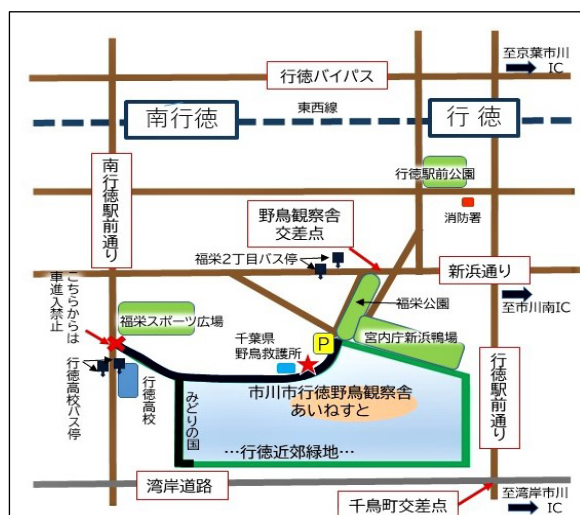 至京葉市川
IC
行徳バイパス
東西線
南行徳
行徳
南行徳駅前通り
行徳駅前公園
消防署
野鳥観察舎
交差点
福栄2丁目バス停
新浜通り
至市川南IC
こちらからは
車進入禁止
福栄スポーツ広場
福栄公園
千葉県
野鳥救護所
P
宮内庁新浜鴨場
行徳高校バス停
行徳高校
みどりの国
市川市行徳野鳥観察舎
あいねすと
行徳駅前通り
…行徳近郊緑地…
湾岸道路
千鳥町交差点
至湾岸市川
IC